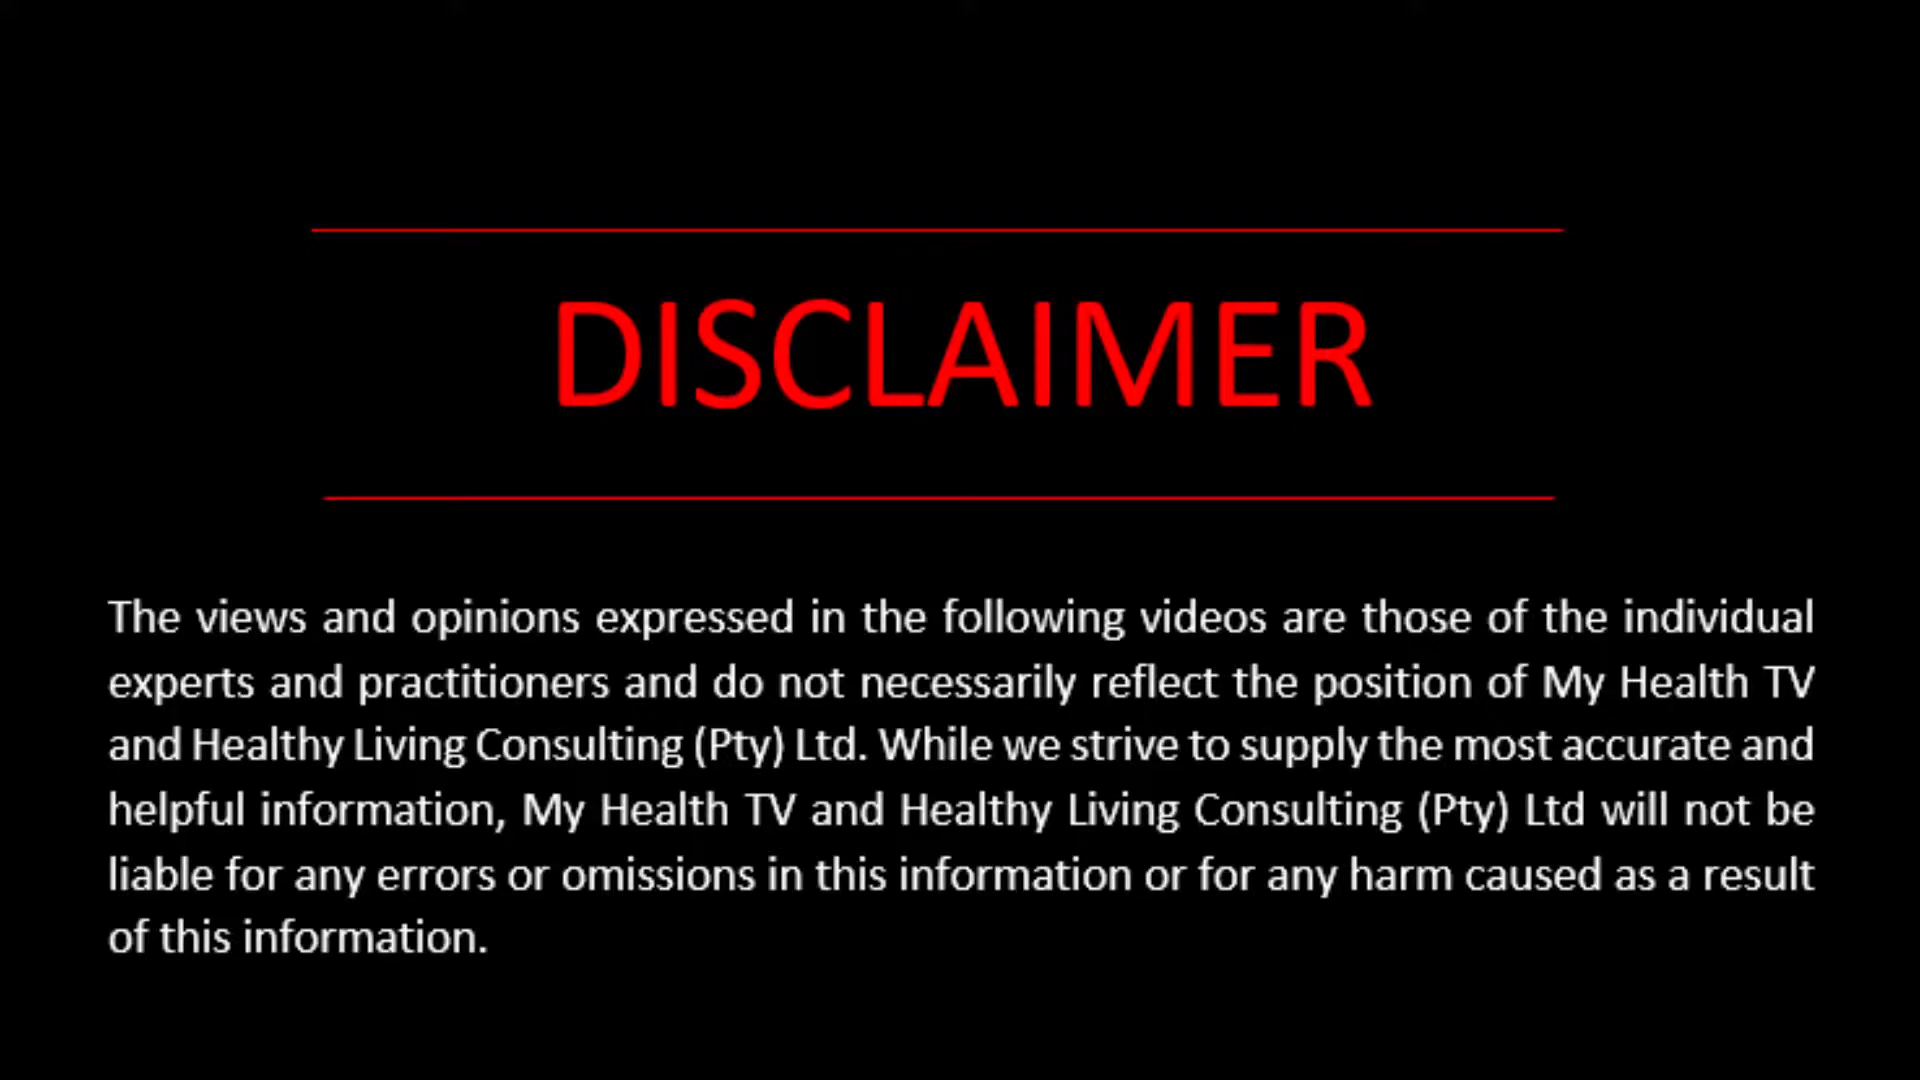 DISCLAIMER
The views and opinions expressed in the following videos are those of the individual
experts and practitioners and do not necessarily reflect the position of My Health TV
and Healthy Living Consulting (Pty) Ltd. While we strive to supply the most accurate and
helpful information, My Health TV and Healthy Living Consulting (Pty) Ltd will not be
liable for any errors or omissions in this information or for any harm caused as a result
of this information.